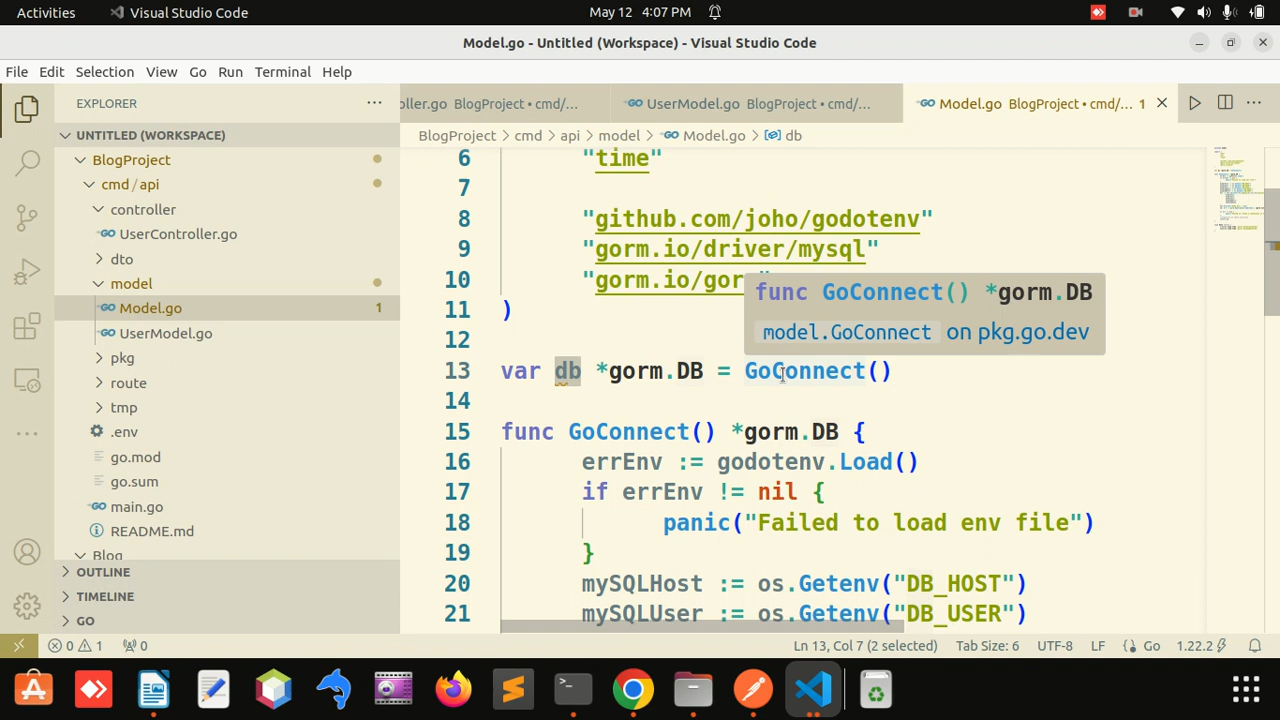 Activities
Visual Studio Code
May 12 4:07 PM
Model.go - Untitled (Workspace) - Visual Studio Code
File Edit Selection View Go Run Terminal Help
EXPLORER
oller.go BlogProject • cmd/...
UserModel.go BlogProject • cmd/...
Model.go BlogProject • cmd/... 1
UNTITLED (WORKSPACE)
BlogProject
cmd / api
controller
UserController.go
dto
model
Model.go 1
UserModel.go
pkg
route
tmp
.env
go.mod
go.sum
main.go
README.md
Blog
OUTLINE
TIMELINE
GO
BlogProject > cmd > api > model > Model.go > db
6 "time"
7
8 "github.com/joho/godotenv"
9 "gorm.io/driver/mysql"
10 "gorm.io/gor
11 )
12
func GoConnect() *gorm.DB
model.GoConnect on pkg.go.dev
13 var db *gorm.DB = GoConnect()
14
15 func GoConnect() *gorm.DB {
16 errEnv := godotenv.Load()
17 if errEnv != nil {
18 panic("Failed to load env file")
19 }
20 mySQLHost := os.Getenv("DB_HOST")
21 mySQLUser := os.Getenv("DB_USER")
0 1 0
Ln 13, Col 7 (2 selected) Tab Size: 6 UTF-8 LF Go 1.22.2